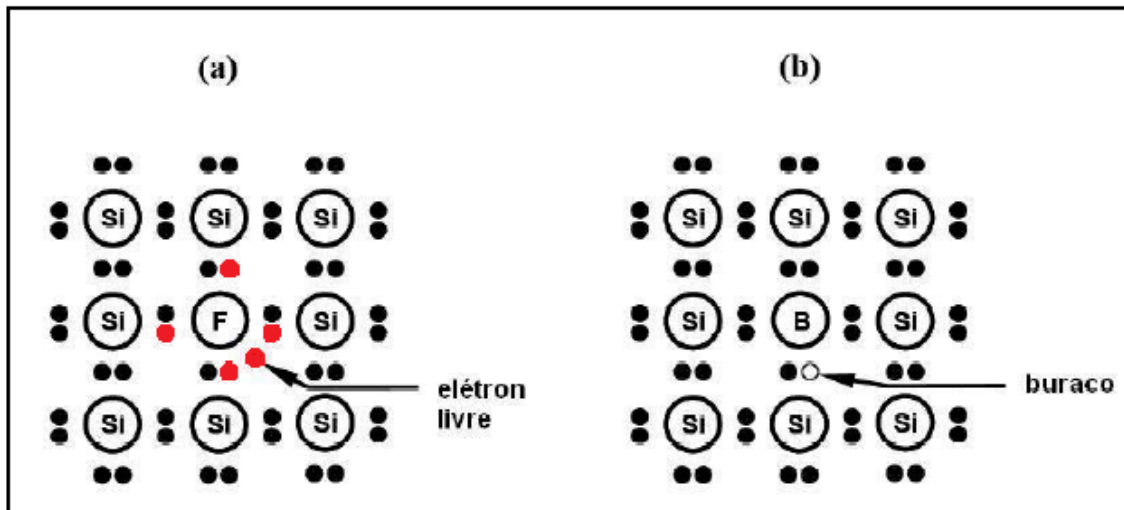 (a) (b)
Si Si Si Si Si Si
Si F Si Si B Si
elétron
livre
buraco
Si Si Si Si Si Si